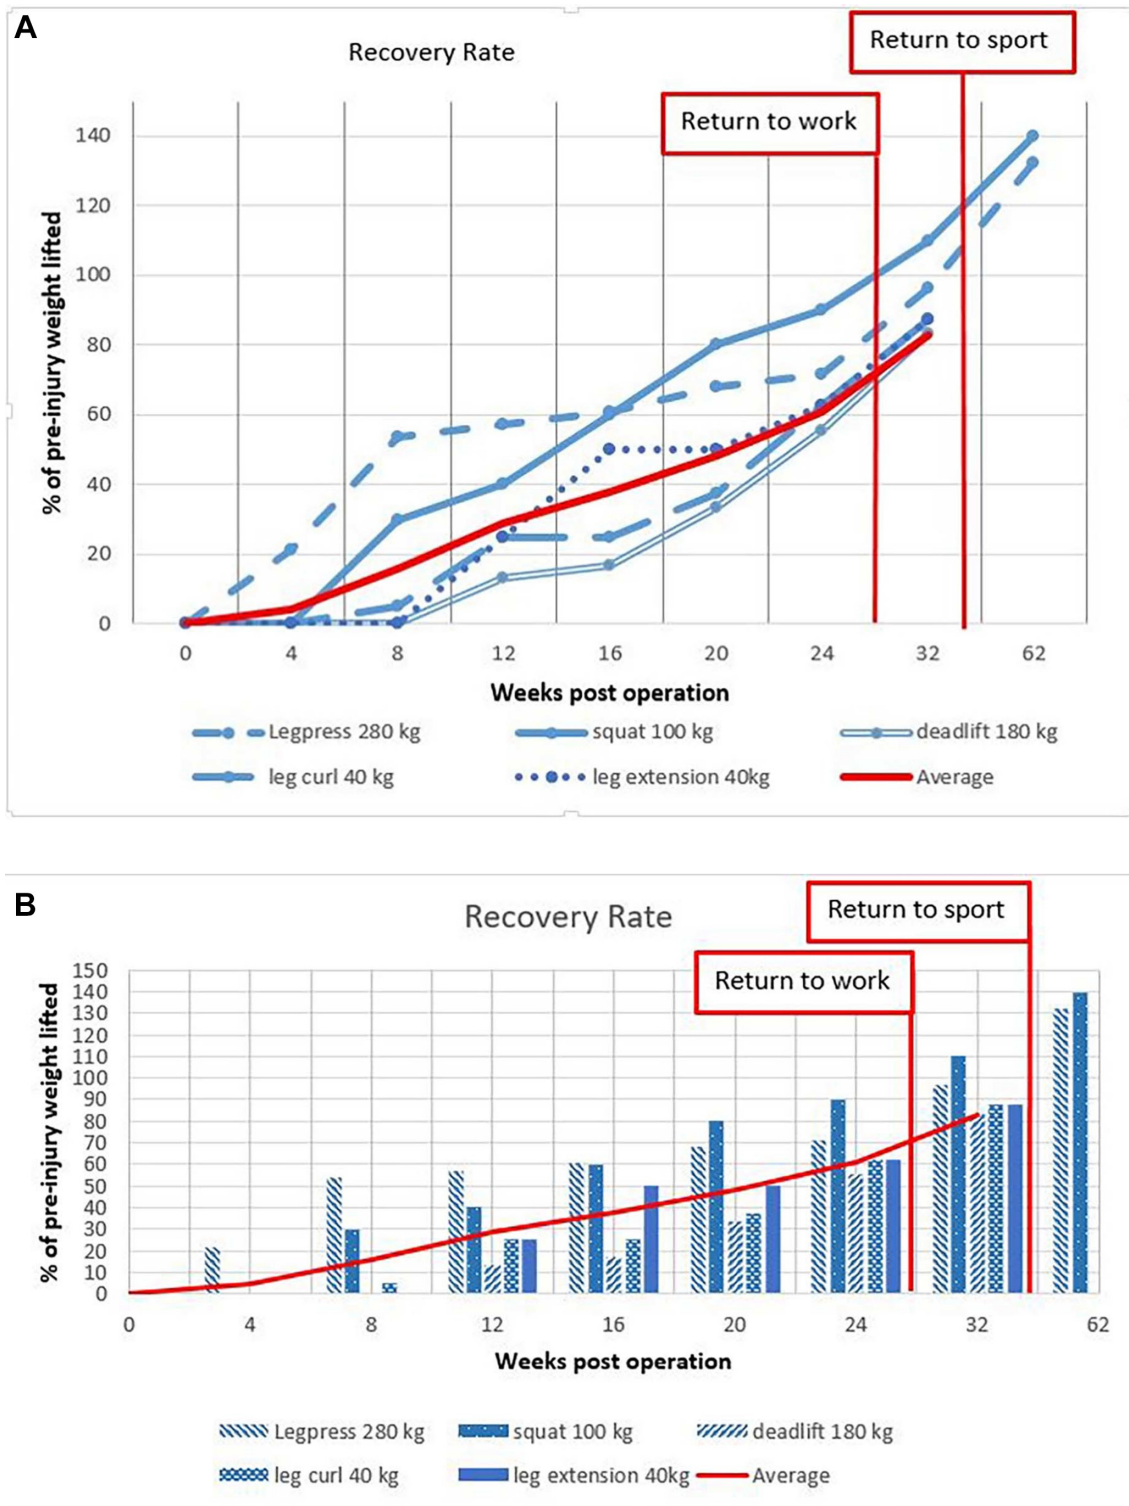 A
Recovery Rate
Return to sport
Return to work
140
120
100
80
60
40
20
0
% of pre-injury weight lifted
0 4 8 12 16 20 24 32 62
Weeks post operation
Legpress 280 kg squat 100 kg deadlift 180 kg
leg curl 40 kg leg extension 40kg Average
B
Recovery Rate
Return to sport
Return to work
150
140
130
120
110
100
90
80
70
60
50
40
30
20
10
0
% of pre-injury weight lifted
0 4 8 12 16 20 24 32 62
Weeks post operation
Legpress 280 kg squat 100 kg deadlift 180 kg
leg curl 40 kg leg extension 40kg Average